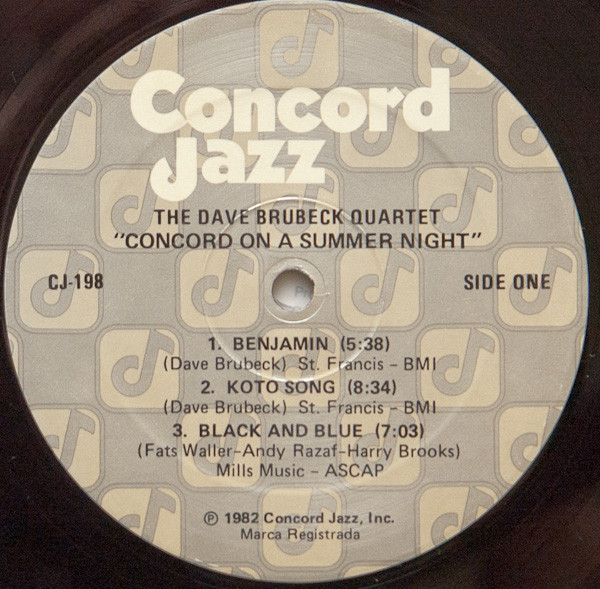 Concord
Jazz
THE DAVE BRUBECK QUARTET
"CONCORD ON A SUMMER NIGHT"
CJ-198
SIDE ONE
1. BENJAMIN (5:38)
(Dave Brubeck) St. Francis – BMI
2. KOTO SONG (8:34)
(Dave Brubeck) St. Francis – BMI
3. BLACK AND BLUE (7:03)
(Fats Waller–Andy Razaf–Harry Brooks)
Mills Music – ASCAP
℗ 1982 Concord Jazz, Inc.
Marca Registrada